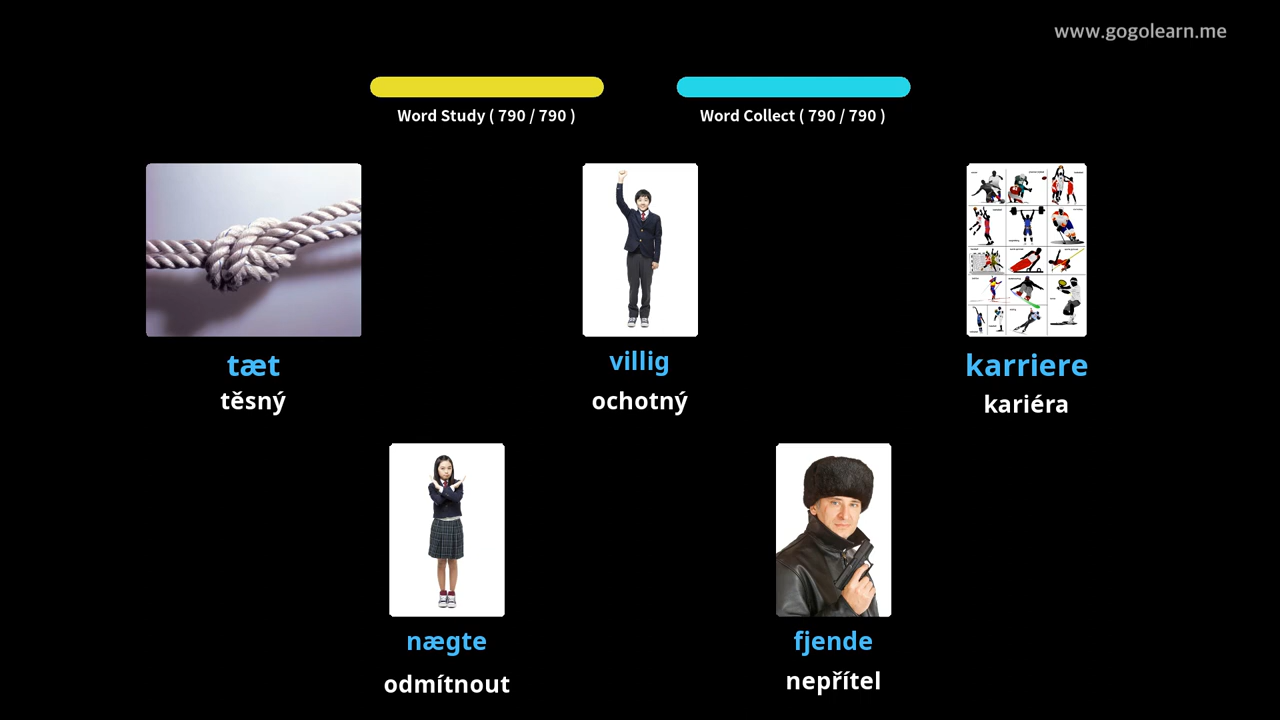 www.gogolearn.me
Word Study ( 790 / 790 )
Word Collect ( 790 / 790 )
tæt
těsný
villig
ochotný
karriere
kariéra
nægte
odmítnout
fjende
nepřítel